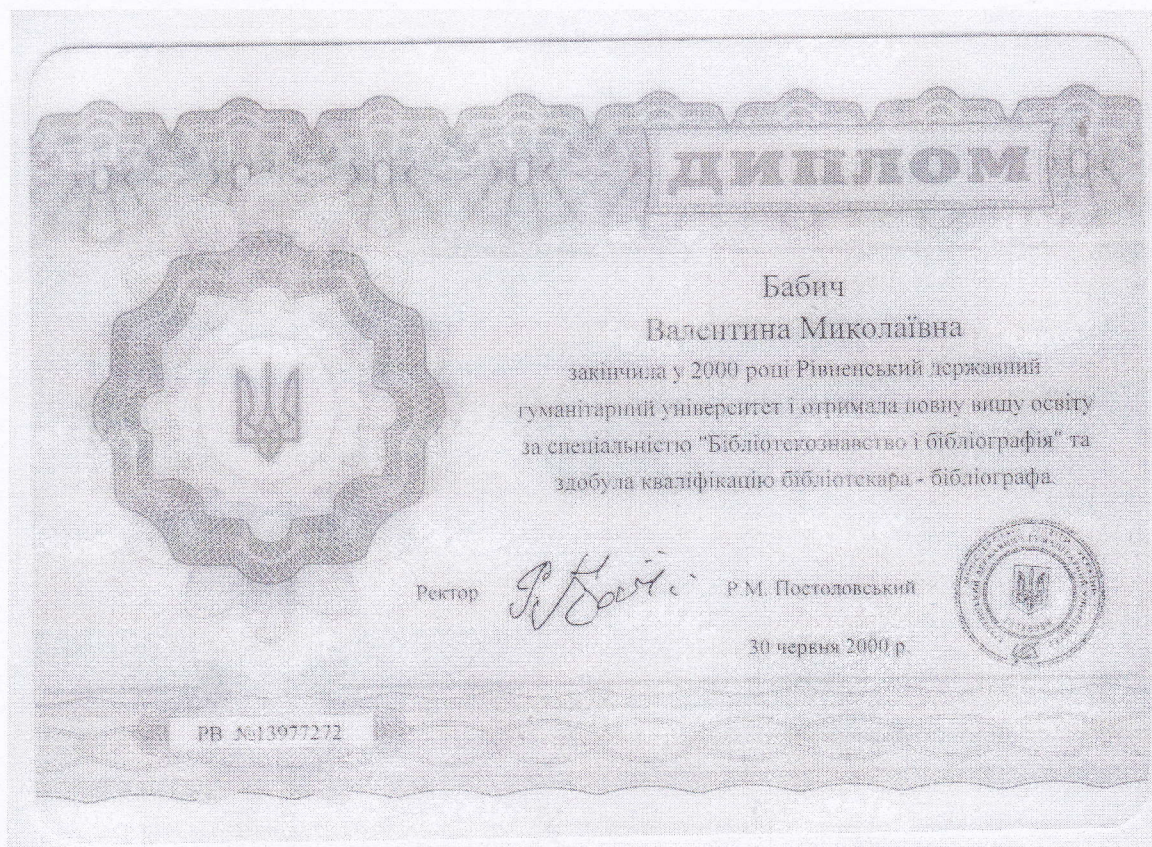 ДИПЛОМ
Бабич
Валентина Миколаївна
закінчила у 2000 році Рівненський державний
гуманітарний університет і отримала повну вищу освіту
за спеціальністю "Бібліотекознавство і бібліографія" та
здобула кваліфікацію бібліотекара - бібліографа.
Ректор
Р.М. Постоловський
30 червня 2000 р.
РВ №13977272